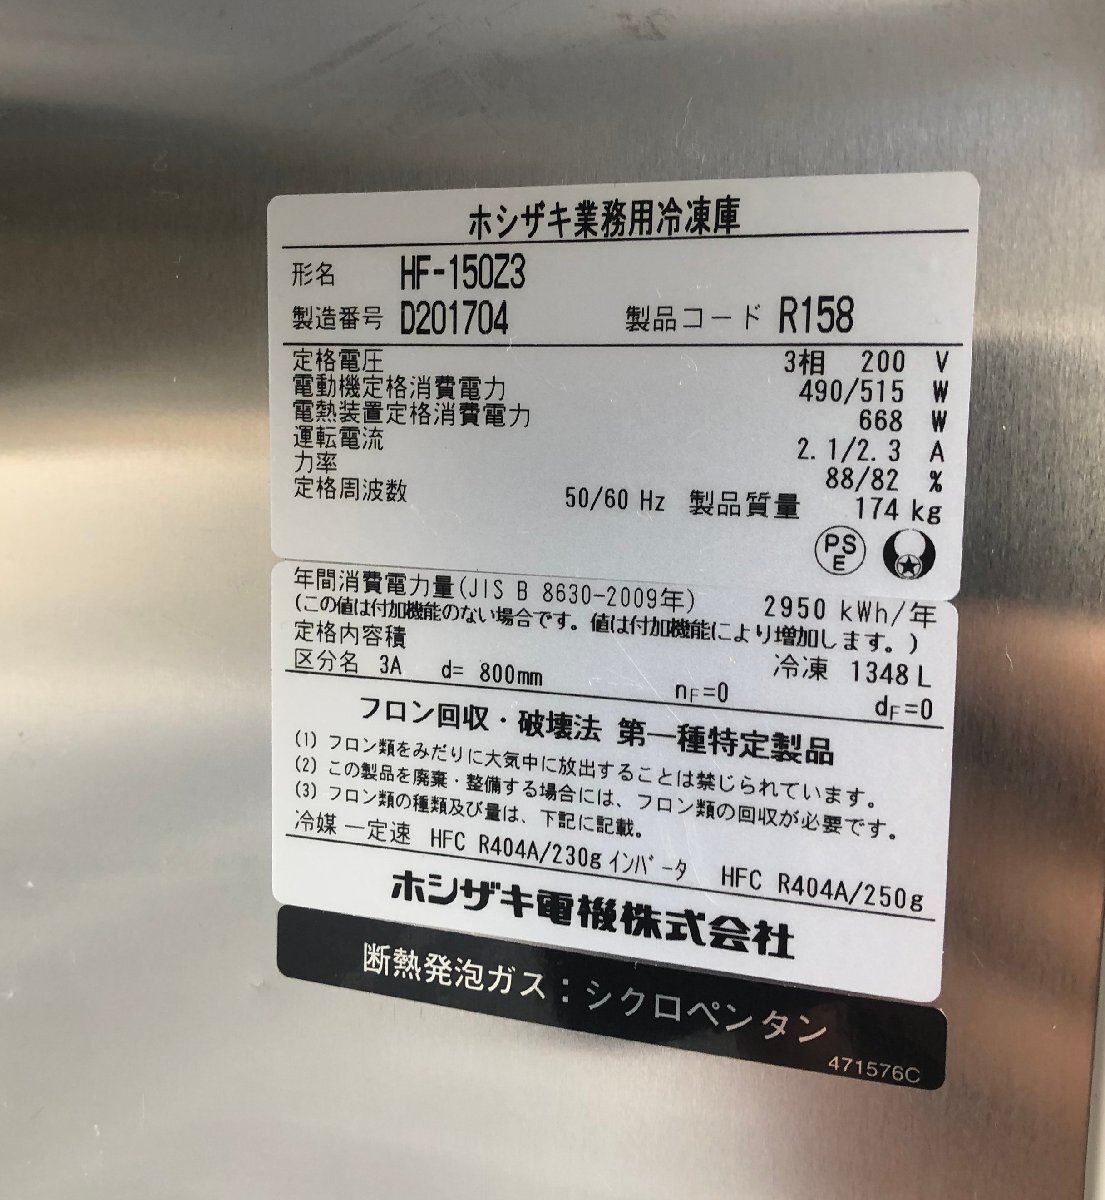 ホシザキ業務用冷凍庫
形名 HF-150Z3
製造番号 D201704 製品コード R158
定格電圧 3相 200 V
電動機定格消費電力 490/515 W
電熱装置定格消費電力 668 W
運転電流 2.1/2.3 A
力率 88/82 %
定格周波数 50/60 Hz 製品質量 174 kg
PS
E
年間消費電力量(JIS B 8630-2009年) 2950 kWh/年
(この値は付加機能のない場合です。値は付加機能により増加します。)
定格内容積 冷凍 1348 L
区分名 3A d= 800mm nF=0 dF=0
フロン回収・破壊法 第一種特定製品
(1) フロン類をみだりに大気中に放出することは禁じられています。
(2) この製品を廃棄・整備する場合には、フロン類の回収が必要です。
(3) フロン類の種類及び量は、下記に記載。
冷媒 一定速 HFC R404A/230g インバータ HFC R404A/250g
ホシザキ電機株式会社
断熱発泡ガス：シクロペンタン
471576C